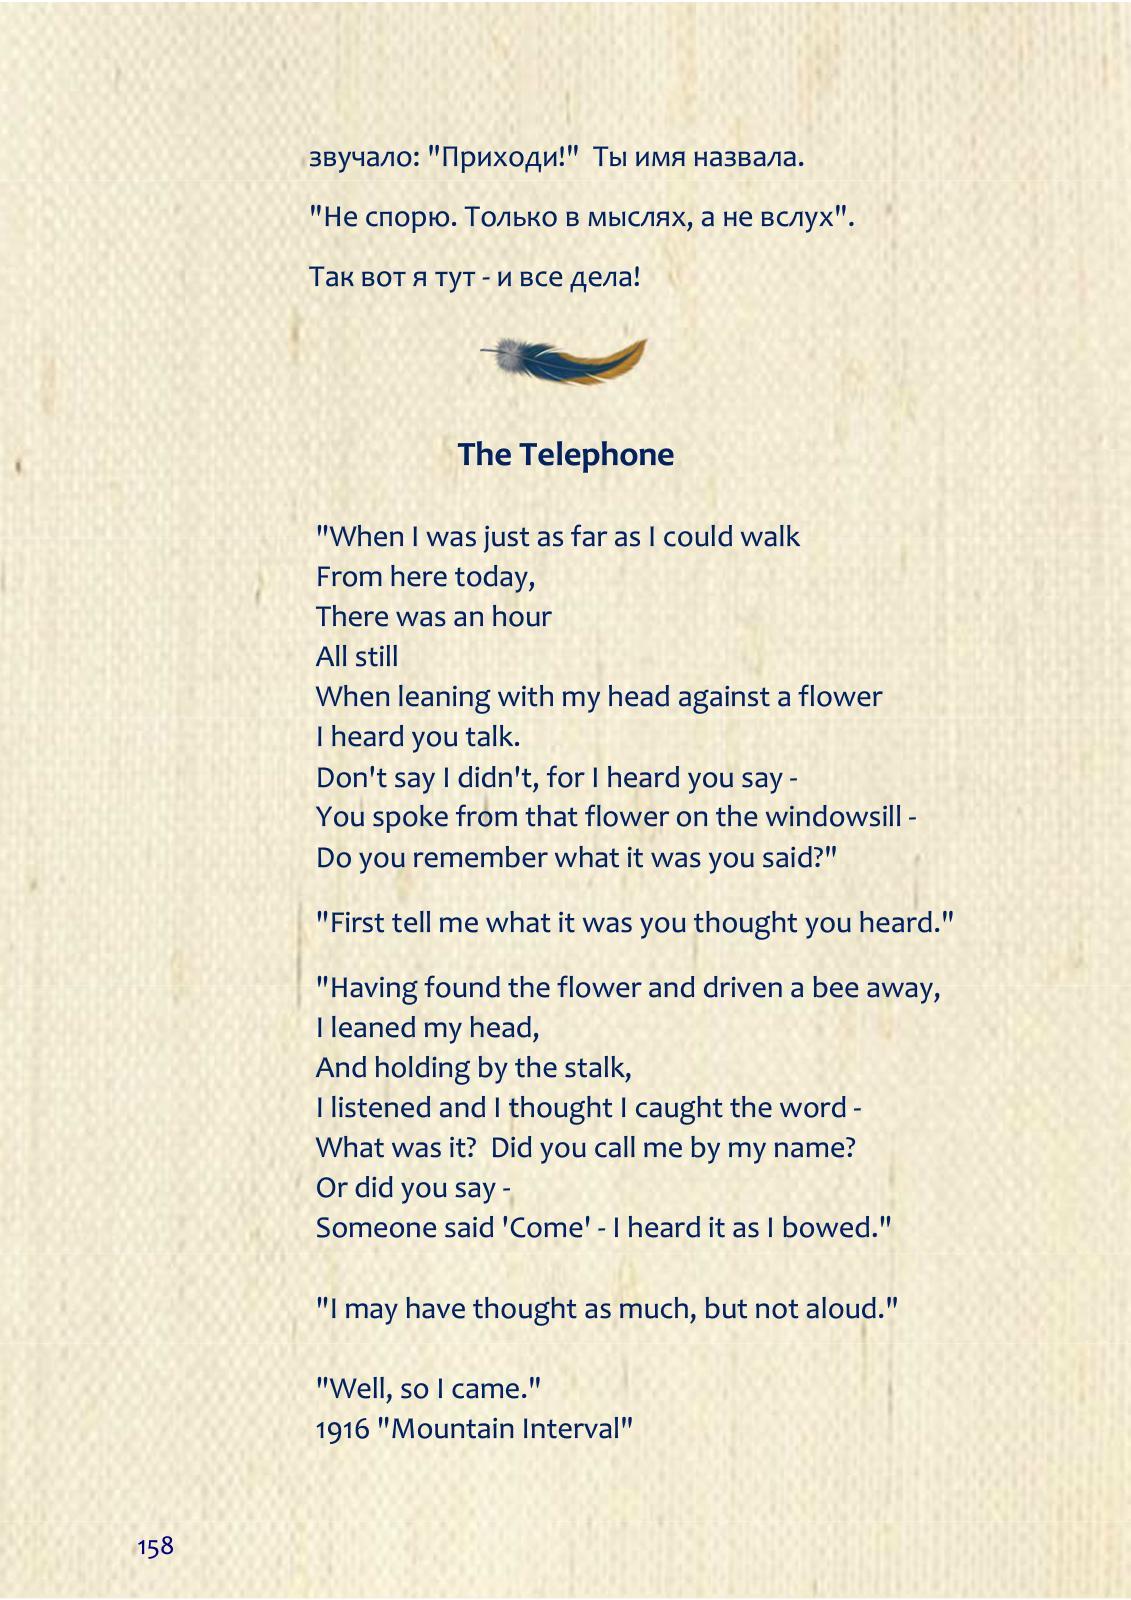 звучало: "Приходи!"  Ты имя назвала.
"Не спорю. Только в мыслях, а не вслух".
Так вот я тут - и все дела!
The Telephone
"When I was just as far as I could walk
From here today,
There was an hour
All still
When leaning with my head against a flower
I heard you talk.
Don't say I didn't, for I heard you say -
You spoke from that flower on the windowsill -
Do you remember what it was you said?"
"First tell me what it was you thought you heard."
"Having found the flower and driven a bee away,
I leaned my head,
And holding by the stalk,
I listened and I thought I caught the word -
What was it?  Did you call me by my name?
Or did you say -
Someone said 'Come' - I heard it as I bowed."
"I may have thought as much, but not aloud."
"Well, so I came."
1916 "Mountain Interval"
158